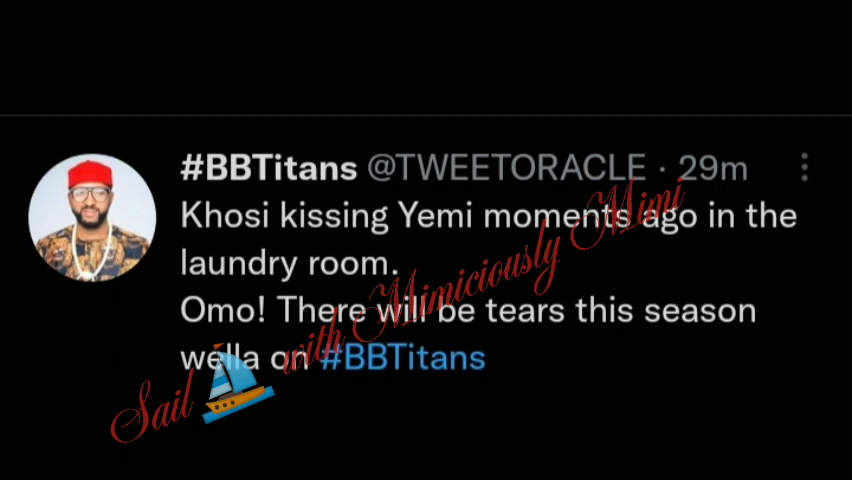 #BBTitans @TWEETORACLE · 29m
Khosi kissing Yemi moments ago in the
laundry room.
Omo! There will be tears this season
wella on #BBTitans
Sail with Mimiciously Mimi